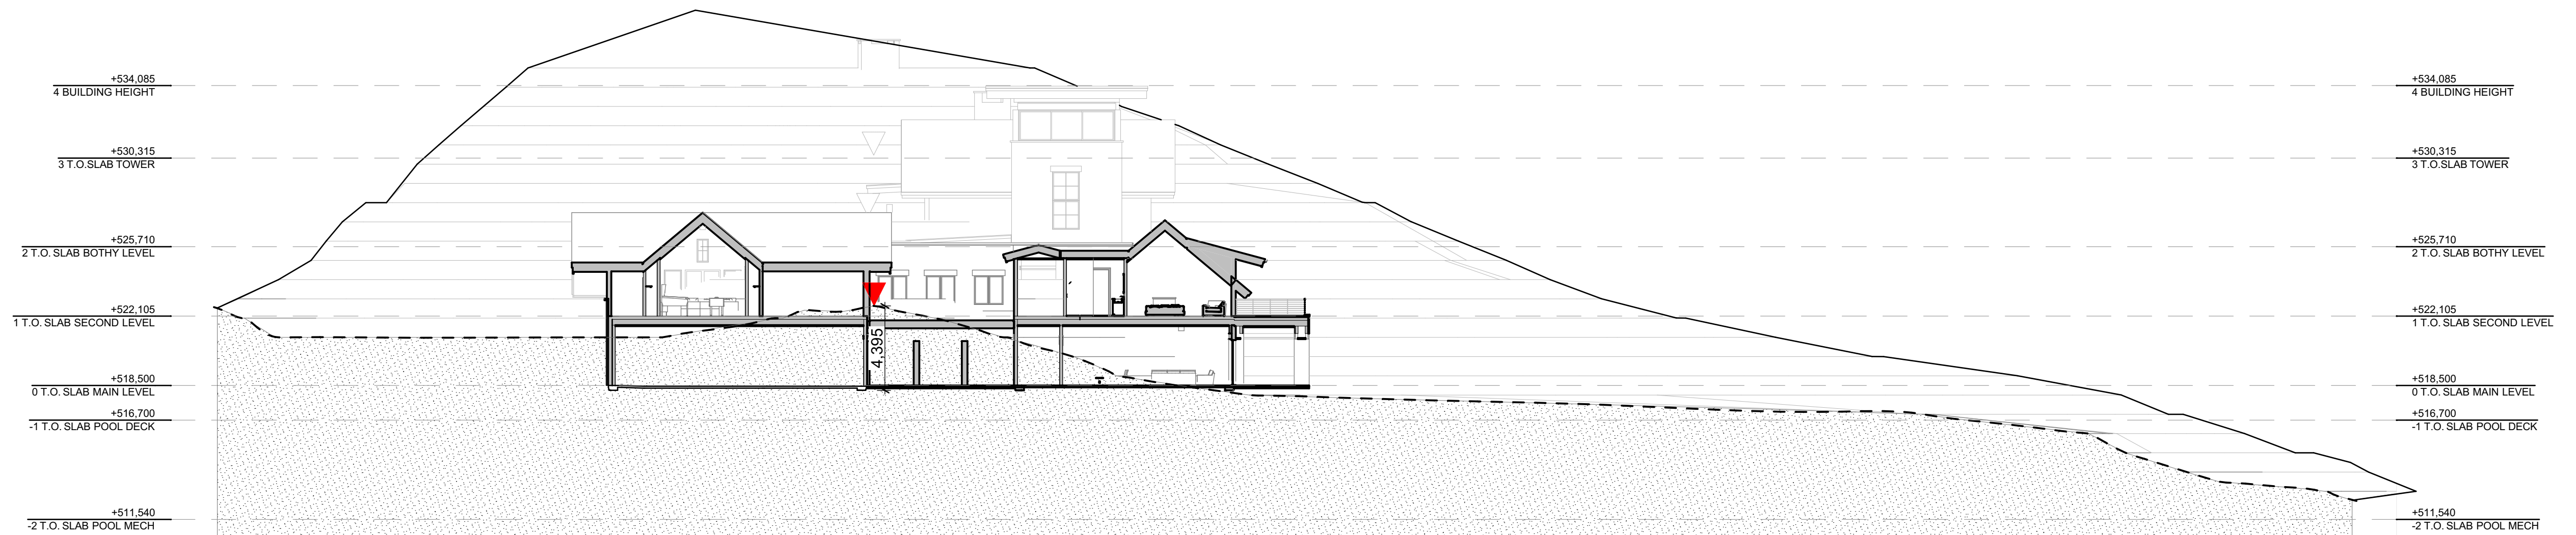 +534,085
4 BUILDING HEIGHT
+534,085
4 BUILDING HEIGHT
+530,315
3 T.O.SLAB TOWER
+530,315
3 T.O.SLAB TOWER
+525,710
2 T.O. SLAB BOTHY LEVEL
+525,710
2 T.O. SLAB BOTHY LEVEL
+522,105
1 T.O. SLAB SECOND LEVEL
+522,105
1 T.O. SLAB SECOND LEVEL
4,395
+518,500
0 T.O. SLAB MAIN LEVEL
+518,500
0 T.O. SLAB MAIN LEVEL
+516,700
-1 T.O. SLAB POOL DECK
+516,700
-1 T.O. SLAB POOL DECK
+511,540
-2 T.O. SLAB POOL MECH
+511,540
-2 T.O. SLAB POOL MECH